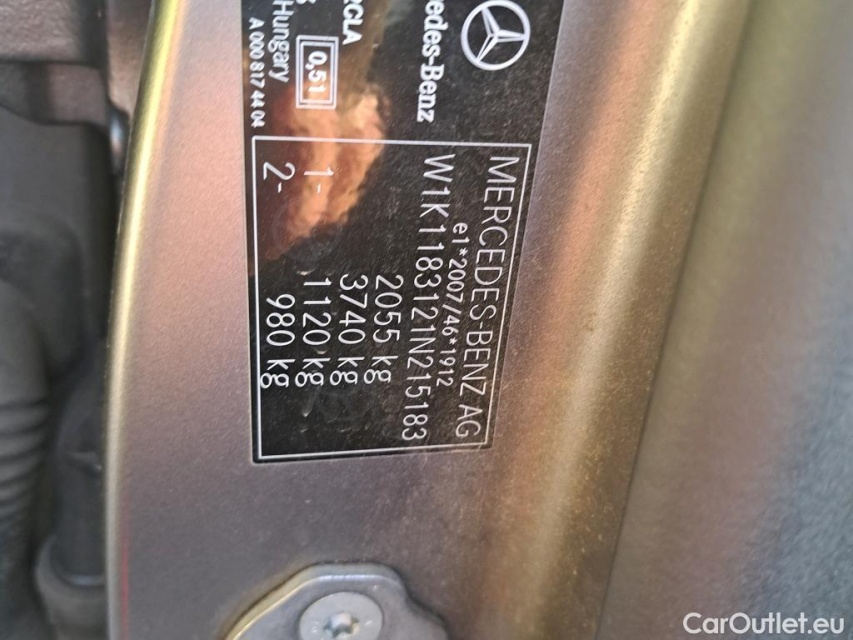 edes-Benz
CLA
0,51
Hungary
A 000 817 44 04
MERCEDES-BENZ AG
e1*2007/46*1912
W1K1183121N215183
2055 kg
3740 kg
1- 1120 kg
2- 980 kg
CarOutlet.eu